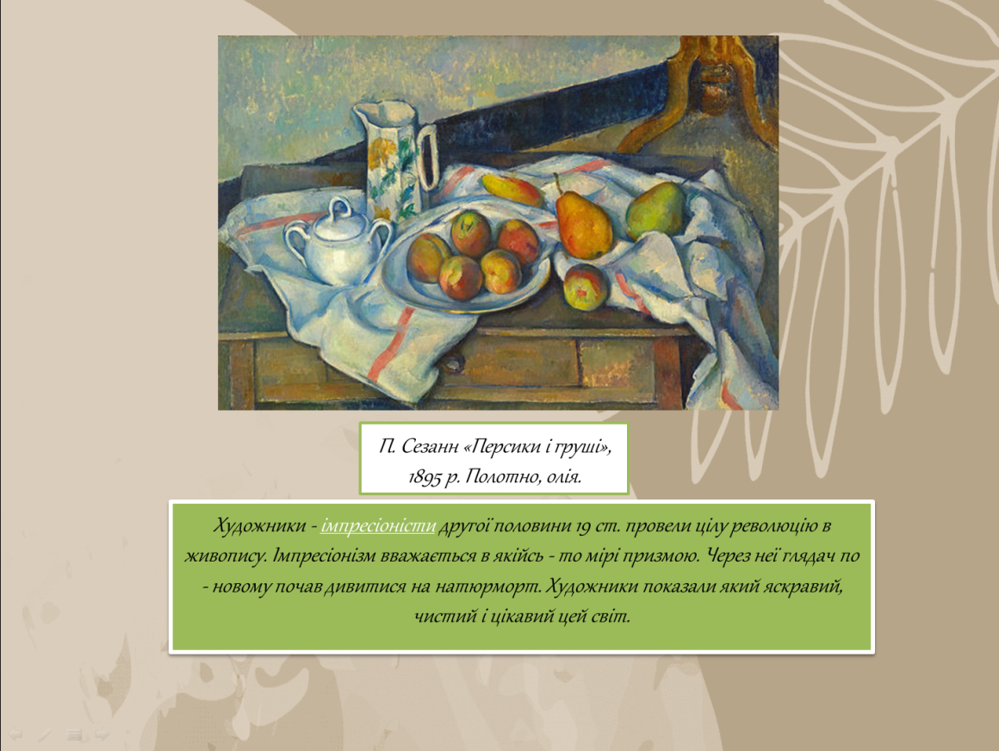 П. Сезанн «Персики і груші»,
1895 р. Полотно, олія.
Художники - імпресіоністи другої половини 19 ст. провели цілу революцію в
живопису. Імпресіонізм вважається в якійсь - то мірі призмою. Через неї глядач по
- новому почав дивитися на натюрморт. Художники показали який яскравий,
чистий і цікавий цей світ.